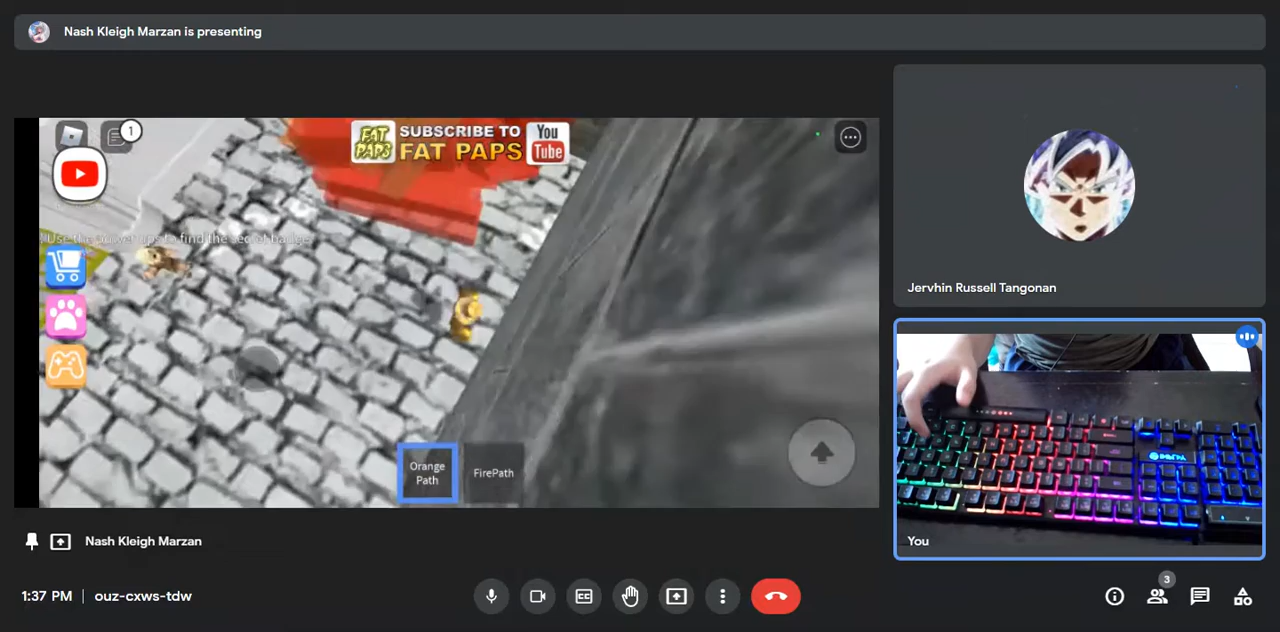 Nash Kleigh Marzan is presenting
1
FAT
PAPS
SUBSCRIBE TO
FAT PAPS
You
Tube
Use the power ups to find the secret badge
Orange
Path
FirePath
Jervhin Russell Tangonan
You
Nash Kleigh Marzan
1:37 PM | ouz-cxws-tdw
3